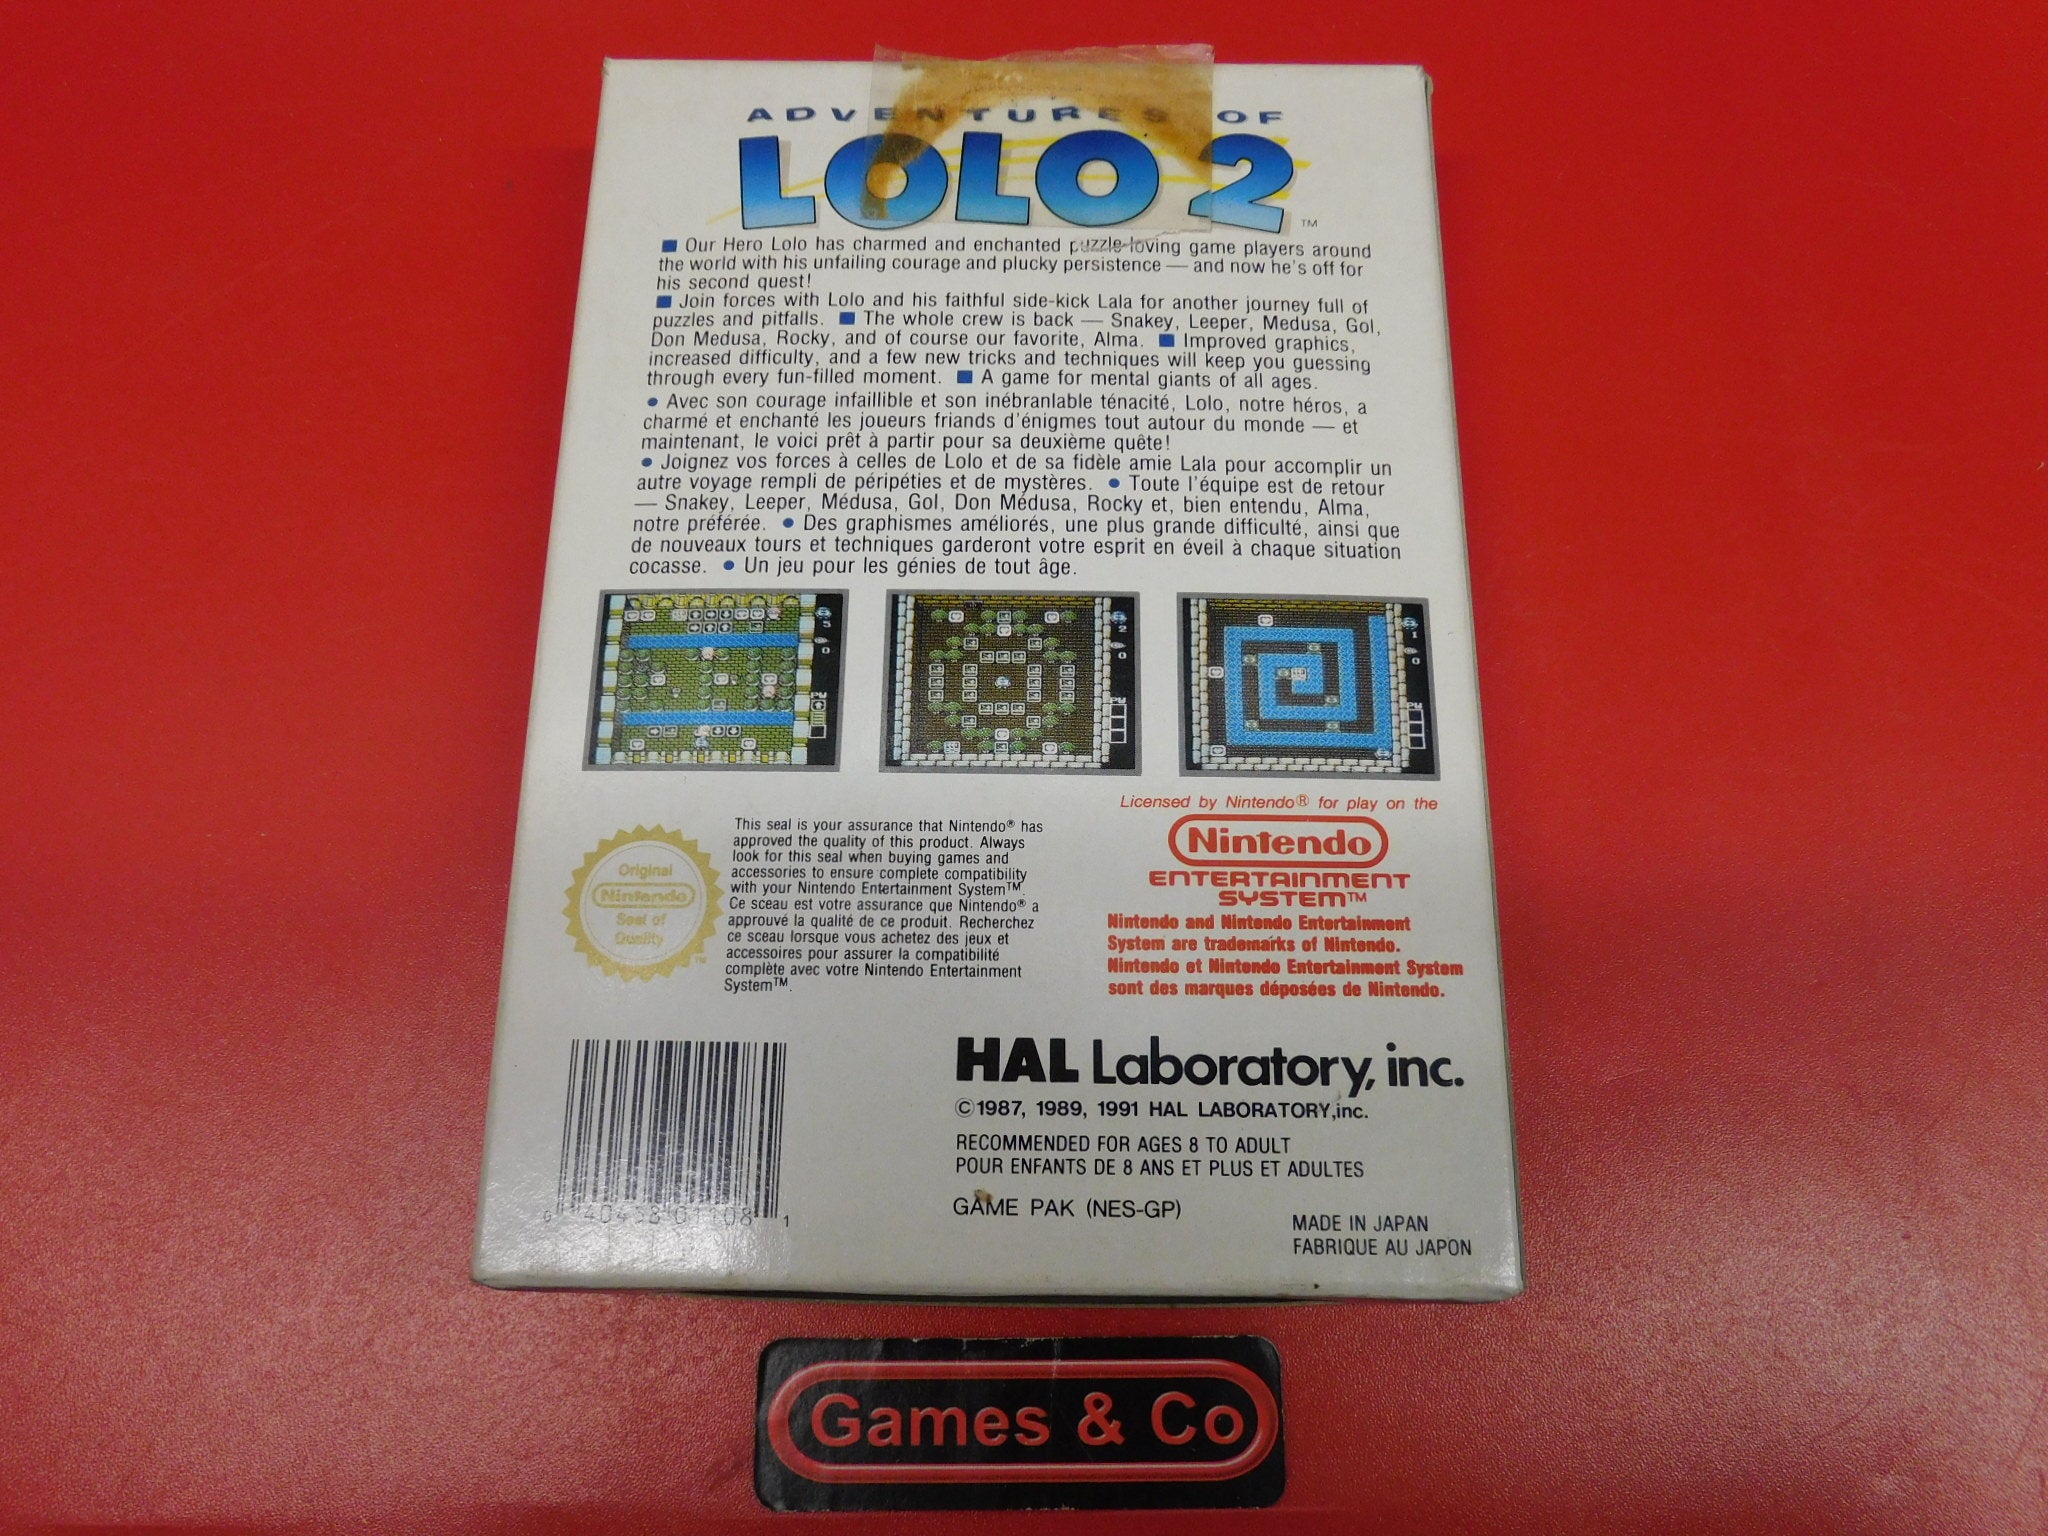 ADVENTURES OF
LOLO 2 ™
■ Our Hero Lolo has charmed and enchanted puzzle-loving game players around
the world with his unfailing courage and plucky persistence — and now he's off for
his second quest!
■ Join forces with Lolo and his faithful side-kick Lala for another journey full of
puzzles and pitfalls. ■ The whole crew is back — Snakey, Leeper, Medusa, Gol,
Don Medusa, Rocky, and of course our favorite, Alma. ■ Improved graphics,
increased difficulty, and a few new tricks and techniques will keep you guessing
through every fun-filled moment. ■ A game for mental giants of all ages.
● Avec son courage infaillible et son inébranlable ténacité, Lolo, notre héros, a
charmé et enchanté les joueurs friands d'énigmes tout autour du monde — et
maintenant, le voici prêt à partir pour sa deuxième quête!
● Joignez vos forces à celles de Lolo et de sa fidèle amie Lala pour accomplir un
autre voyage rempli de péripéties et de mystères. ● Toute l'équipe est de retour
— Snakey, Leeper, Médusa, Gol, Don Médusa, Rocky et, bien entendu, Alma,
notre préférée. ● Des graphismes améliorés, une plus grande difficulté, ainsi que
de nouveaux tours et techniques garderont votre esprit en éveil à chaque situation
cocasse. ● Un jeu pour les génies de tout âge.
5
0
PW
2
0
PW
1
0
PW
Original
Nintendo
Seal of
Quality
™
This seal is your assurance that Nintendo® has
approved the quality of this product. Always
look for this seal when buying games and
accessories to ensure complete compatibility
with your Nintendo Entertainment System™.
Ce sceau est votre assurance que Nintendo® a
approuvé la qualité de ce produit. Recherchez
ce sceau lorsque vous achetez des jeux et
accessoires pour assurer la compatibilité
complète avec votre Nintendo Entertainment
System™.
Licensed by Nintendo® for play on the
Nintendo
ENTERTAINMENT
SYSTEM™
Nintendo and Nintendo Entertainment
System are trademarks of Nintendo.
Nintendo et Nintendo Entertainment System
sont des marques déposées de Nintendo.
HAL Laboratory, inc.
©1987, 1989, 1991 HAL LABORATORY,inc.
RECOMMENDED FOR AGES 8 TO ADULT
POUR ENFANTS DE 8 ANS ET PLUS ET ADULTES
GAME PAK (NES-GP)
MADE IN JAPAN
FABRIQUE AU JAPON
Games & Co